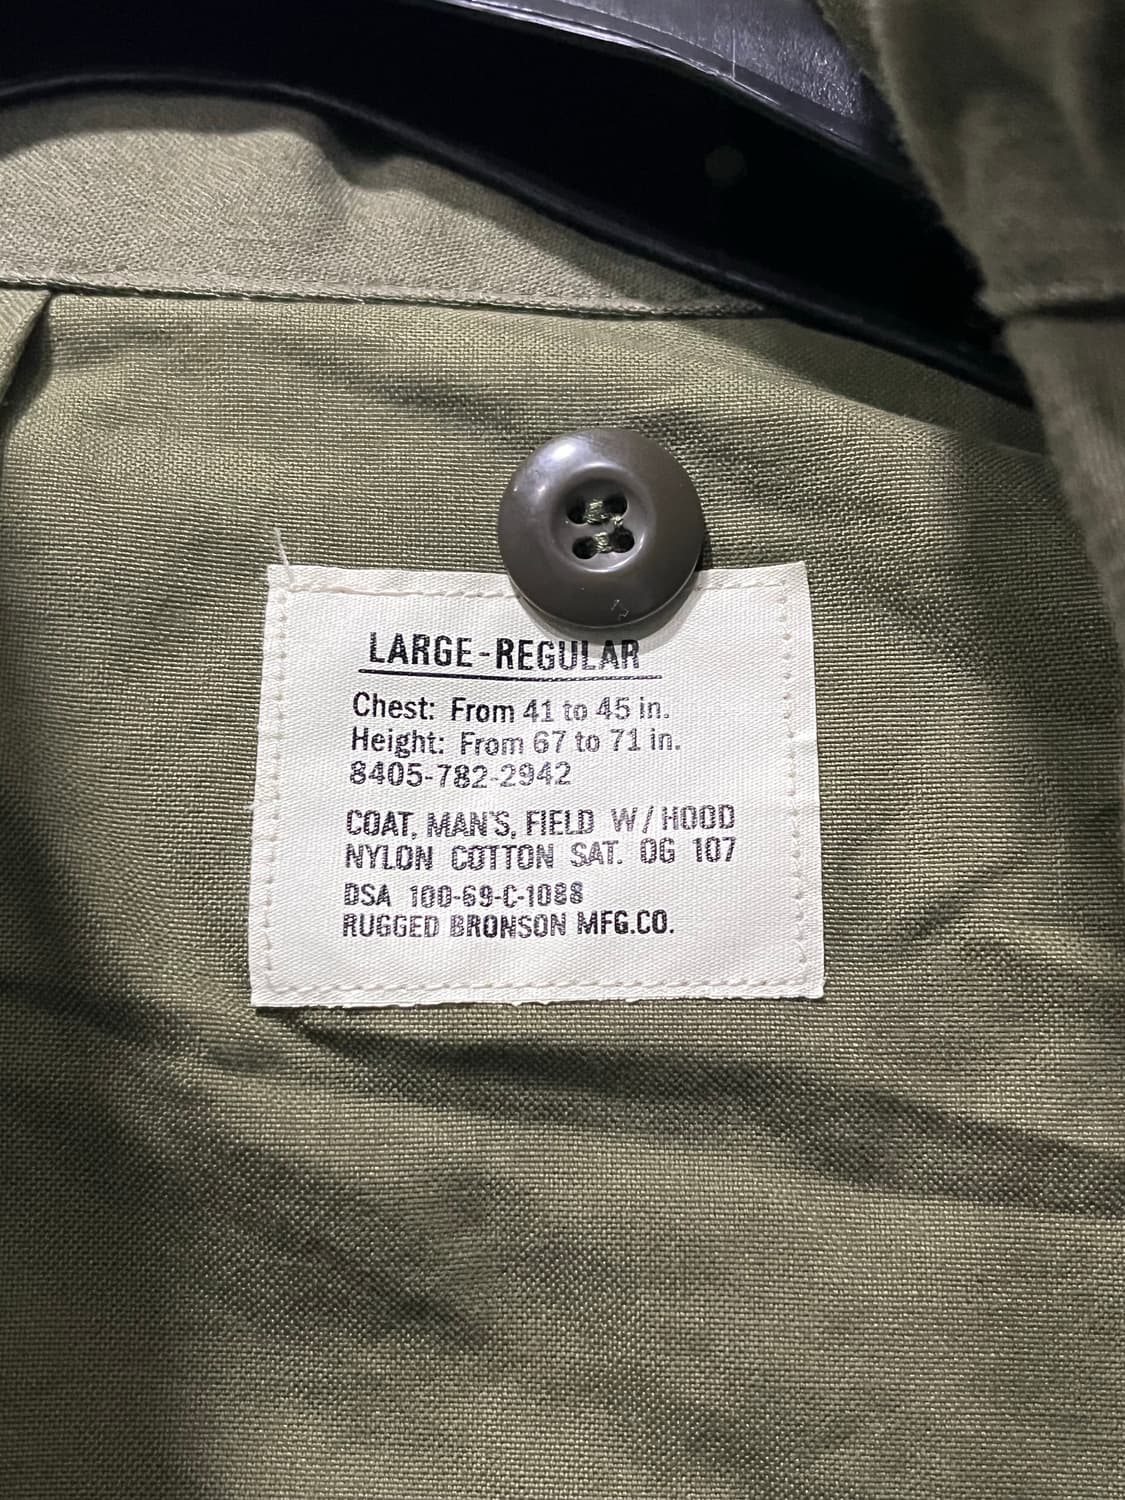 LARGE-REGULAR
Chest: From 41 to 45 in.
Height: From 67 to 71 in.
8405-782-2942
COAT, MAN'S, FIELD W/HOOD
NYLON COTTON SAT. OG 107
DSA 100-69-C-1088
RUGGED BRONSON MFG.CO.